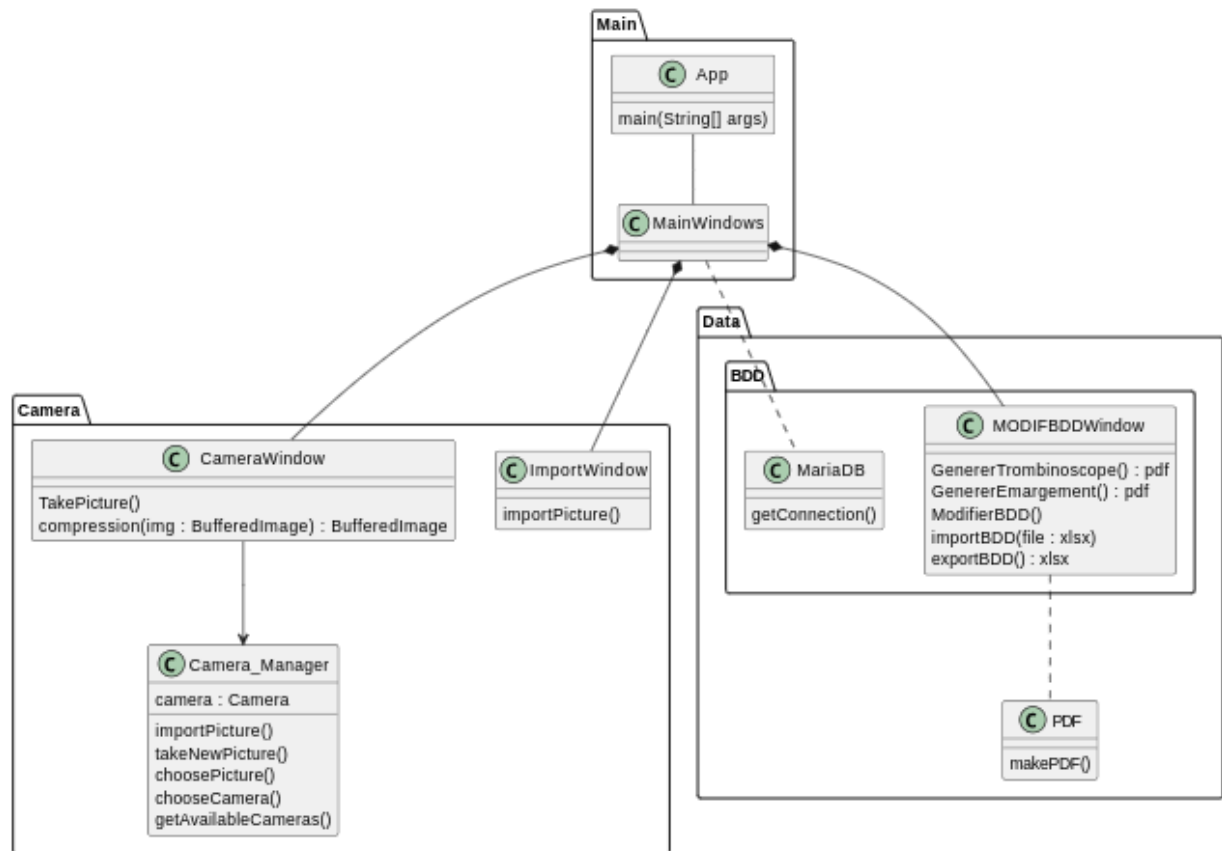 Main
C App
main(String[] args)
C MainWindows
Data
BDD
Camera
C CameraWindow
TakePicture()
compression(img : BufferedImage) : BufferedImage
C ImportWindow
importPicture()
C MariaDB
getConnection()
C MODIFBDDWindow
GenererTrombinoscope() : pdf
GenererEmargement() : pdf
ModifierBDD()
importBDD(file : xlsx)
exportBDD() : xlsx
C Camera_Manager
camera : Camera
importPicture()
takeNewPicture()
choosePicture()
chooseCamera()
getAvailableCameras()
C PDF
makePDF()